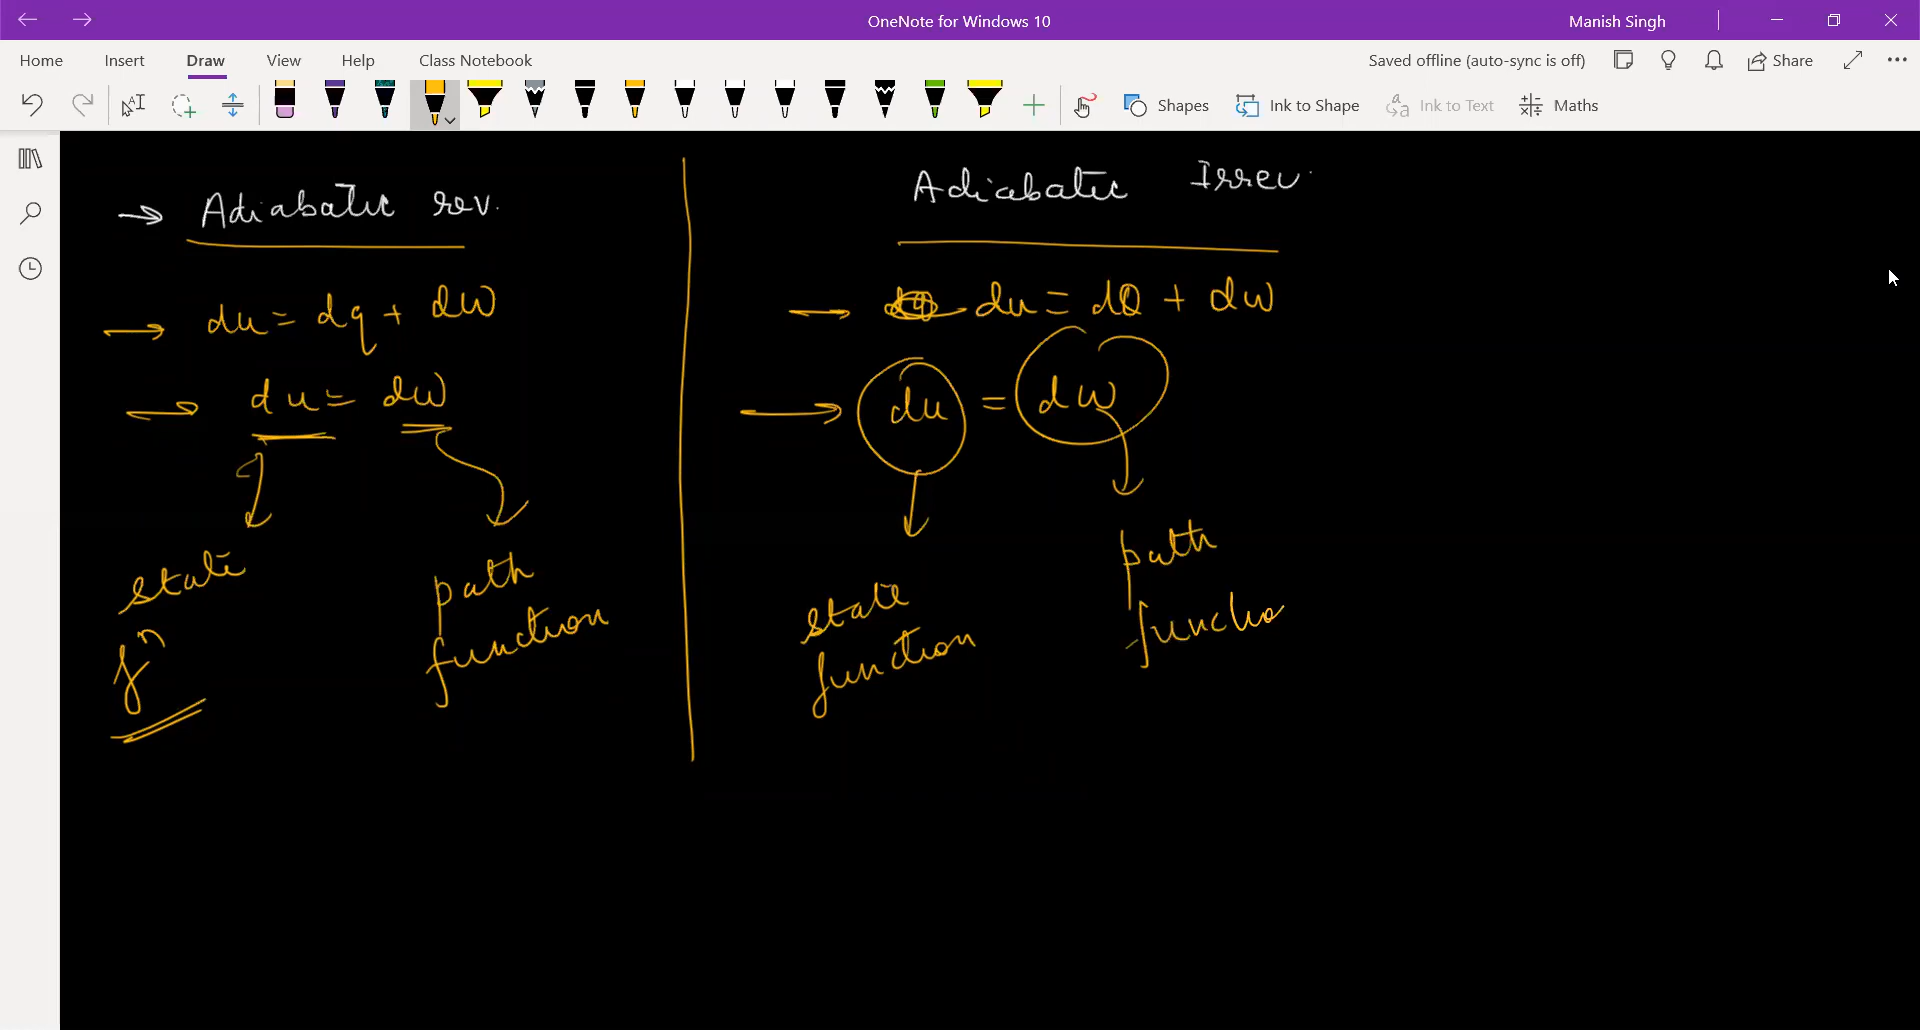 OneNote for Windows 10
Manish Singh
Home Insert Draw View Help Class Notebook
Saved offline (auto-sync is off) Share
Shapes Ink to Shape Ink to Text Maths
→ Adiabatic rev.
→ du = dq + dw
→ du = dw
state
fⁿ
path
function
Adiabatic Irrev.
→ du = dQ + dw
→ du = dw
state
function
path
functio